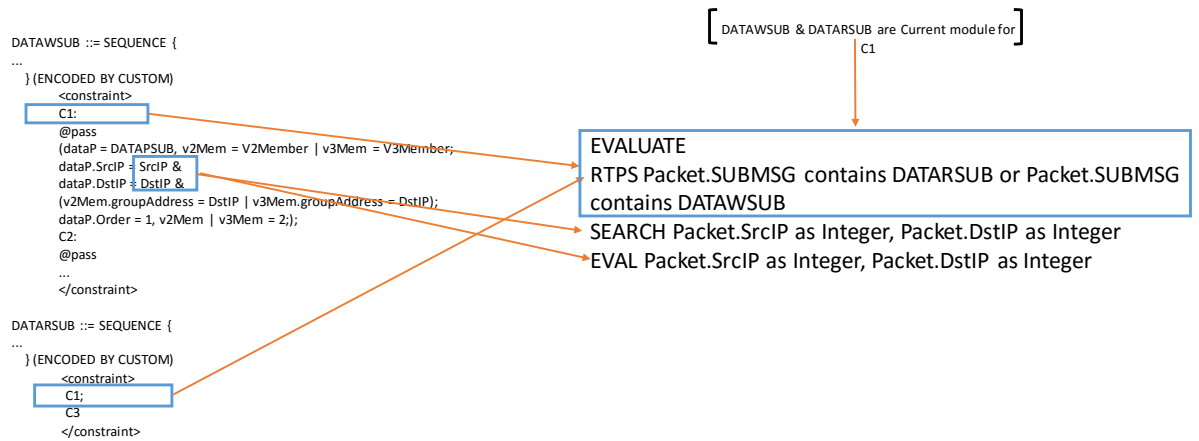 DATAWSUB ::= SEQUENCE {
...
} (ENCODED BY CUSTOM)
<constraint>
C1:
@pass
(dataP = DATAPSUB, v2Mem = V2Member | v3Mem = V3Member;
dataP.SrcIP = SrcIP &
dataP.DstIP = DstIP &
(v2Mem.groupAddress = DstIP | v3Mem.groupAddress = DstIP);
dataP.Order = 1, v2Mem | v3Mem = 2;);
C2:
@pass
...
</constraint>
DATARSUB ::= SEQUENCE {
...
} (ENCODED BY CUSTOM)
<constraint>
C1;
C3
</constraint>
DATAWSUB & DATARSUB are Current module for
C1
EVALUATE
RTPS Packet.SUBMSG contains DATARSUB or Packet.SUBMSG
contains DATAWSUB
SEARCH Packet.SrcIP as Integer, Packet.DstIP as Integer
EVAL Packet.SrcIP as Integer, Packet.DstIP as Integer